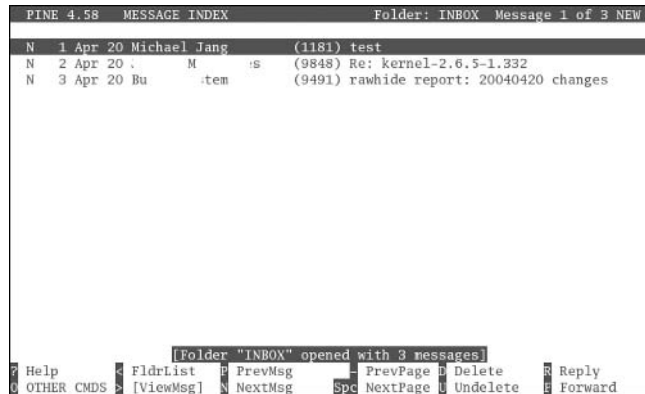 PINE 4.58 MESSAGE INDEX Folder: INBOX Message 1 of 3 NEW
N 1 Apr 20 Michael Jang (1181) test
N 2 Apr 20 M s (9848) Re: kernel-2.6.5-1.332
N 3 Apr 20 Bu tem (9491) rawhide report: 20040420 changes
[Folder "INBOX" opened with 3 messages]
? Help < FldrList P PrevMsg - PrevPage D Delete R Reply
O OTHER CMDS > [ViewMsg] N NextMsg Spc NextPage U Undelete F Forward